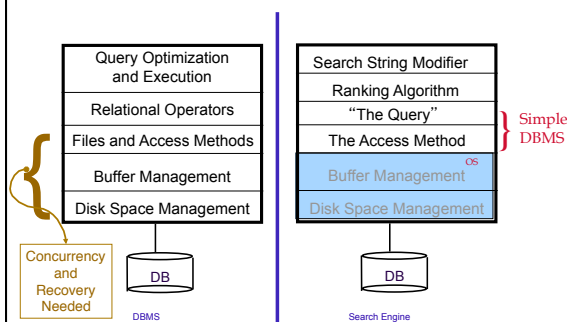 Query Optimization
and Execution
Relational Operators
Files and Access Methods
Buffer Management
Disk Space Management
Concurrency
and
Recovery
Needed
DB
DBMS
Search String Modifier
Ranking Algorithm
“The Query”
The Access Method
Simple
DBMS
OS
Buffer Management
Disk Space Management
DB
Search Engine